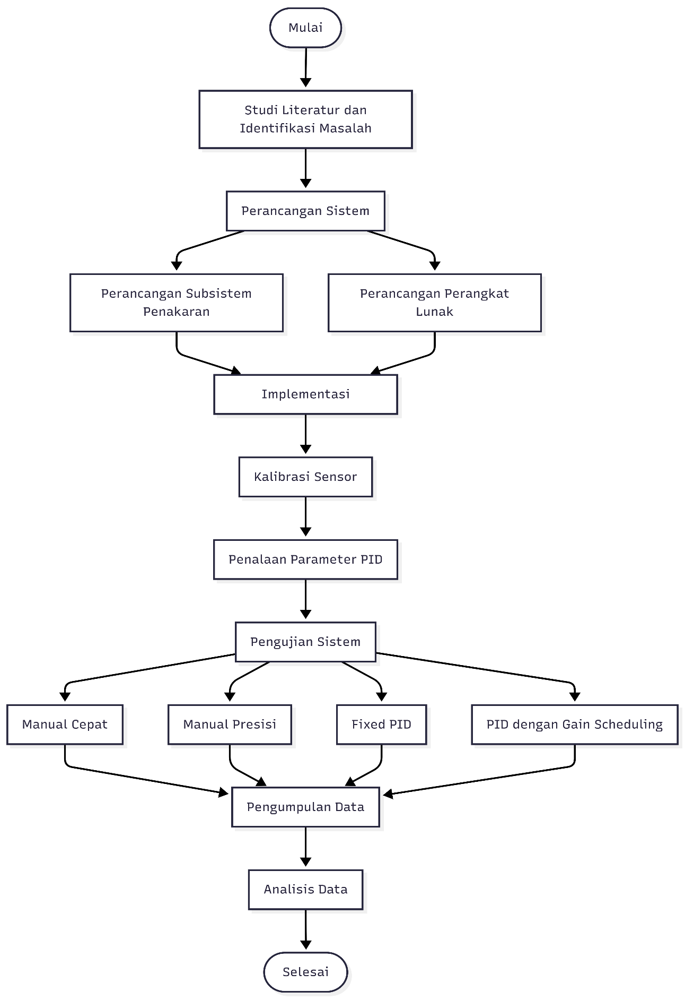 Mulai
Studi Literatur dan
Identifikasi Masalah
Perancangan Sistem
Perancangan Subsistem
Penakaran
Perancangan Perangkat
Lunak
Implementasi
Kalibrasi Sensor
Penalaan Parameter PID
Pengujian Sistem
Manual Cepat
Manual Presisi
Fixed PID
PID dengan Gain Scheduling
Pengumpulan Data
Analisis Data
Selesai